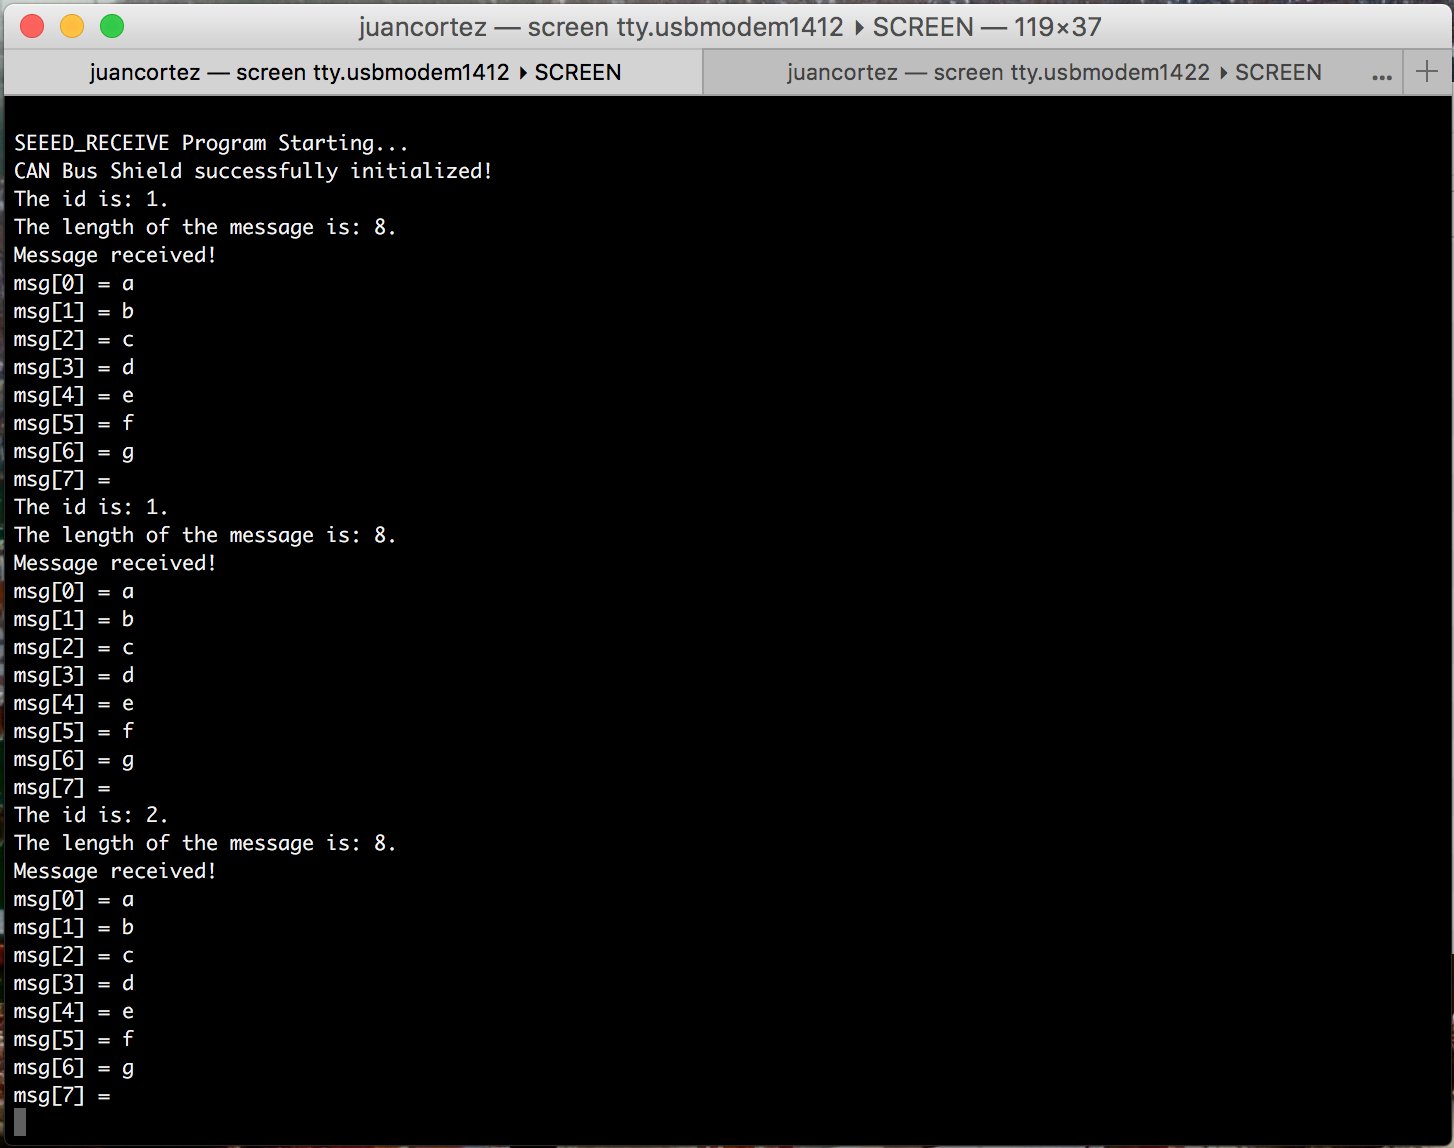 juancortez — screen tty.usbmodem1412 ▸ SCREEN — 119×37
juancortez — screen tty.usbmodem1412 ▸ SCREEN
juancortez — screen tty.usbmodem1422 ▸ SCREEN ...
SEEED_RECEIVE Program Starting...
CAN Bus Shield successfully initialized!
The id is: 1.
The length of the message is: 8.
Message received!
msg[0] = a
msg[1] = b
msg[2] = c
msg[3] = d
msg[4] = e
msg[5] = f
msg[6] = g
msg[7] =
The id is: 1.
The length of the message is: 8.
Message received!
msg[0] = a
msg[1] = b
msg[2] = c
msg[3] = d
msg[4] = e
msg[5] = f
msg[6] = g
msg[7] =
The id is: 2.
The length of the message is: 8.
Message received!
msg[0] = a
msg[1] = b
msg[2] = c
msg[3] = d
msg[4] = e
msg[5] = f
msg[6] = g
msg[7] =